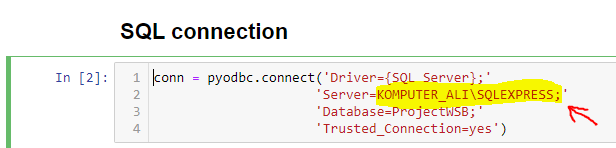 SQL connection
In [2]:
1 conn = pyodbc.connect('Driver={SQL Server};'
2 'Server=KOMPUTER_ALI\SQLEXPRESS;'
3 'Database=ProjectWSB;'
4 'Trusted_Connection=yes')